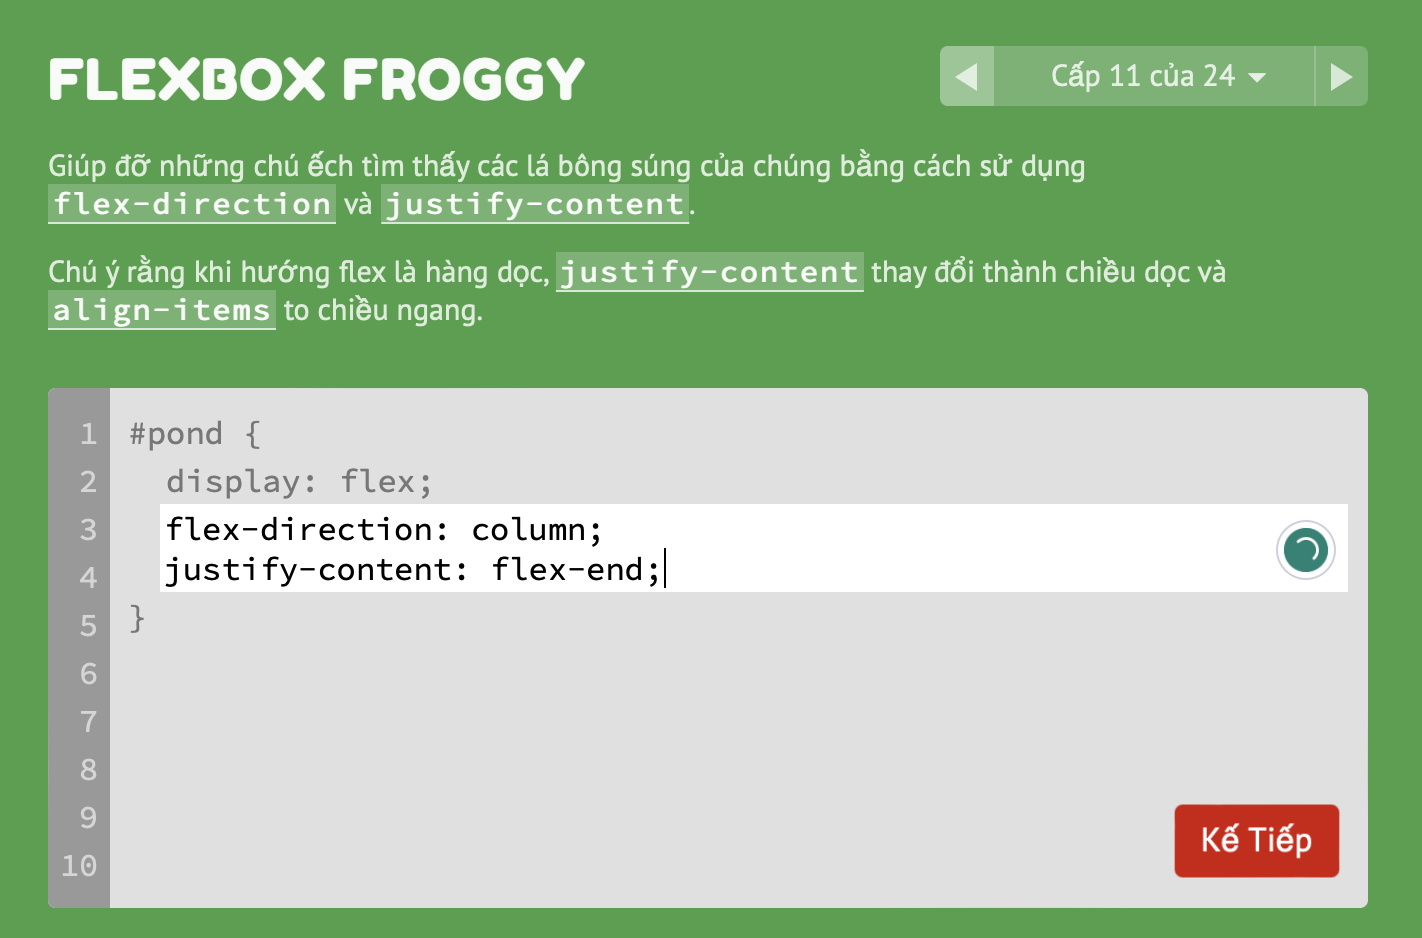 FLEXBOX FROGGY
Cấp 11 của 24
Giúp đỡ những chú ếch tìm thấy các lá bông súng của chúng bằng cách sử dụng
flex-direction và justify-content.
Chú ý rằng khi hướng flex là hàng dọc, justify-content thay đổi thành chiều dọc và
align-items to chiều ngang.
1 #pond {
2 display: flex;
3 flex-direction: column;
4 justify-content: flex-end;
5 }
6
7
8
9
10
Kế Tiếp